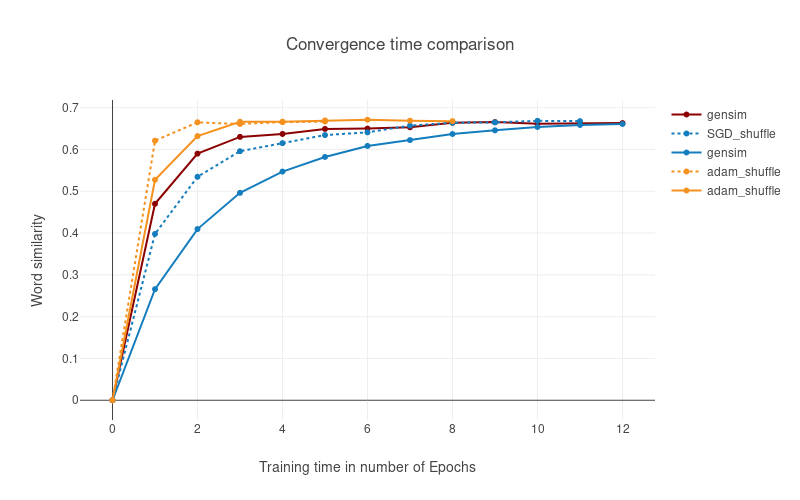 Convergence time comparison
0.7
0.6
0.5
0.4
0.3
0.2
0.1
0
Word similarity
0 2 4 6 8 10 12
Training time in number of Epochs
gensim
SGD_shuffle
gensim
adam_shuffle
adam_shuffle